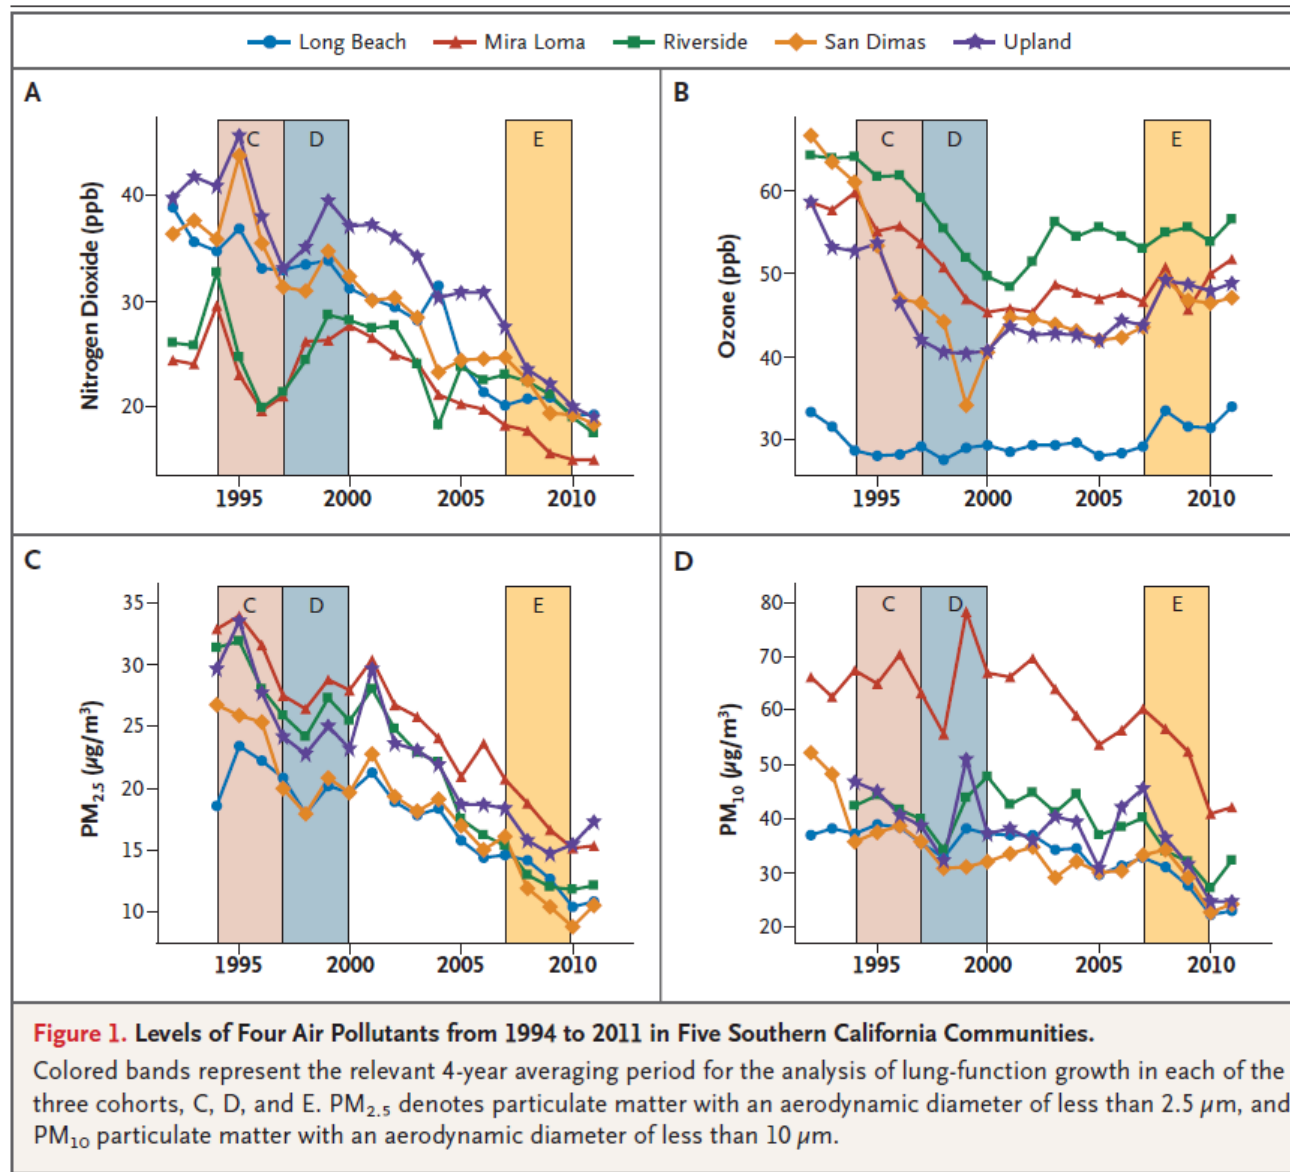 Long Beach Mira Loma Riverside San Dimas Upland
A
C D E
Nitrogen Dioxide (ppb)
40
30
20
1995 2000 2005 2010
B
C D E
Ozone (ppb)
60
50
40
30
1995 2000 2005 2010
C
C D E
PM2.5 (µg/m³)
35
30
25
20
15
10
1995 2000 2005 2010
D
C D E
PM10 (µg/m³)
80
70
60
50
40
30
20
1995 2000 2005 2010
Figure 1. Levels of Four Air Pollutants from 1994 to 2011 in Five Southern California Communities.
Colored bands represent the relevant 4-year averaging period for the analysis of lung-function growth in each of the
three cohorts, C, D, and E. PM2.5 denotes particulate matter with an aerodynamic diameter of less than 2.5 µm, and
PM10 particulate matter with an aerodynamic diameter of less than 10 µm.